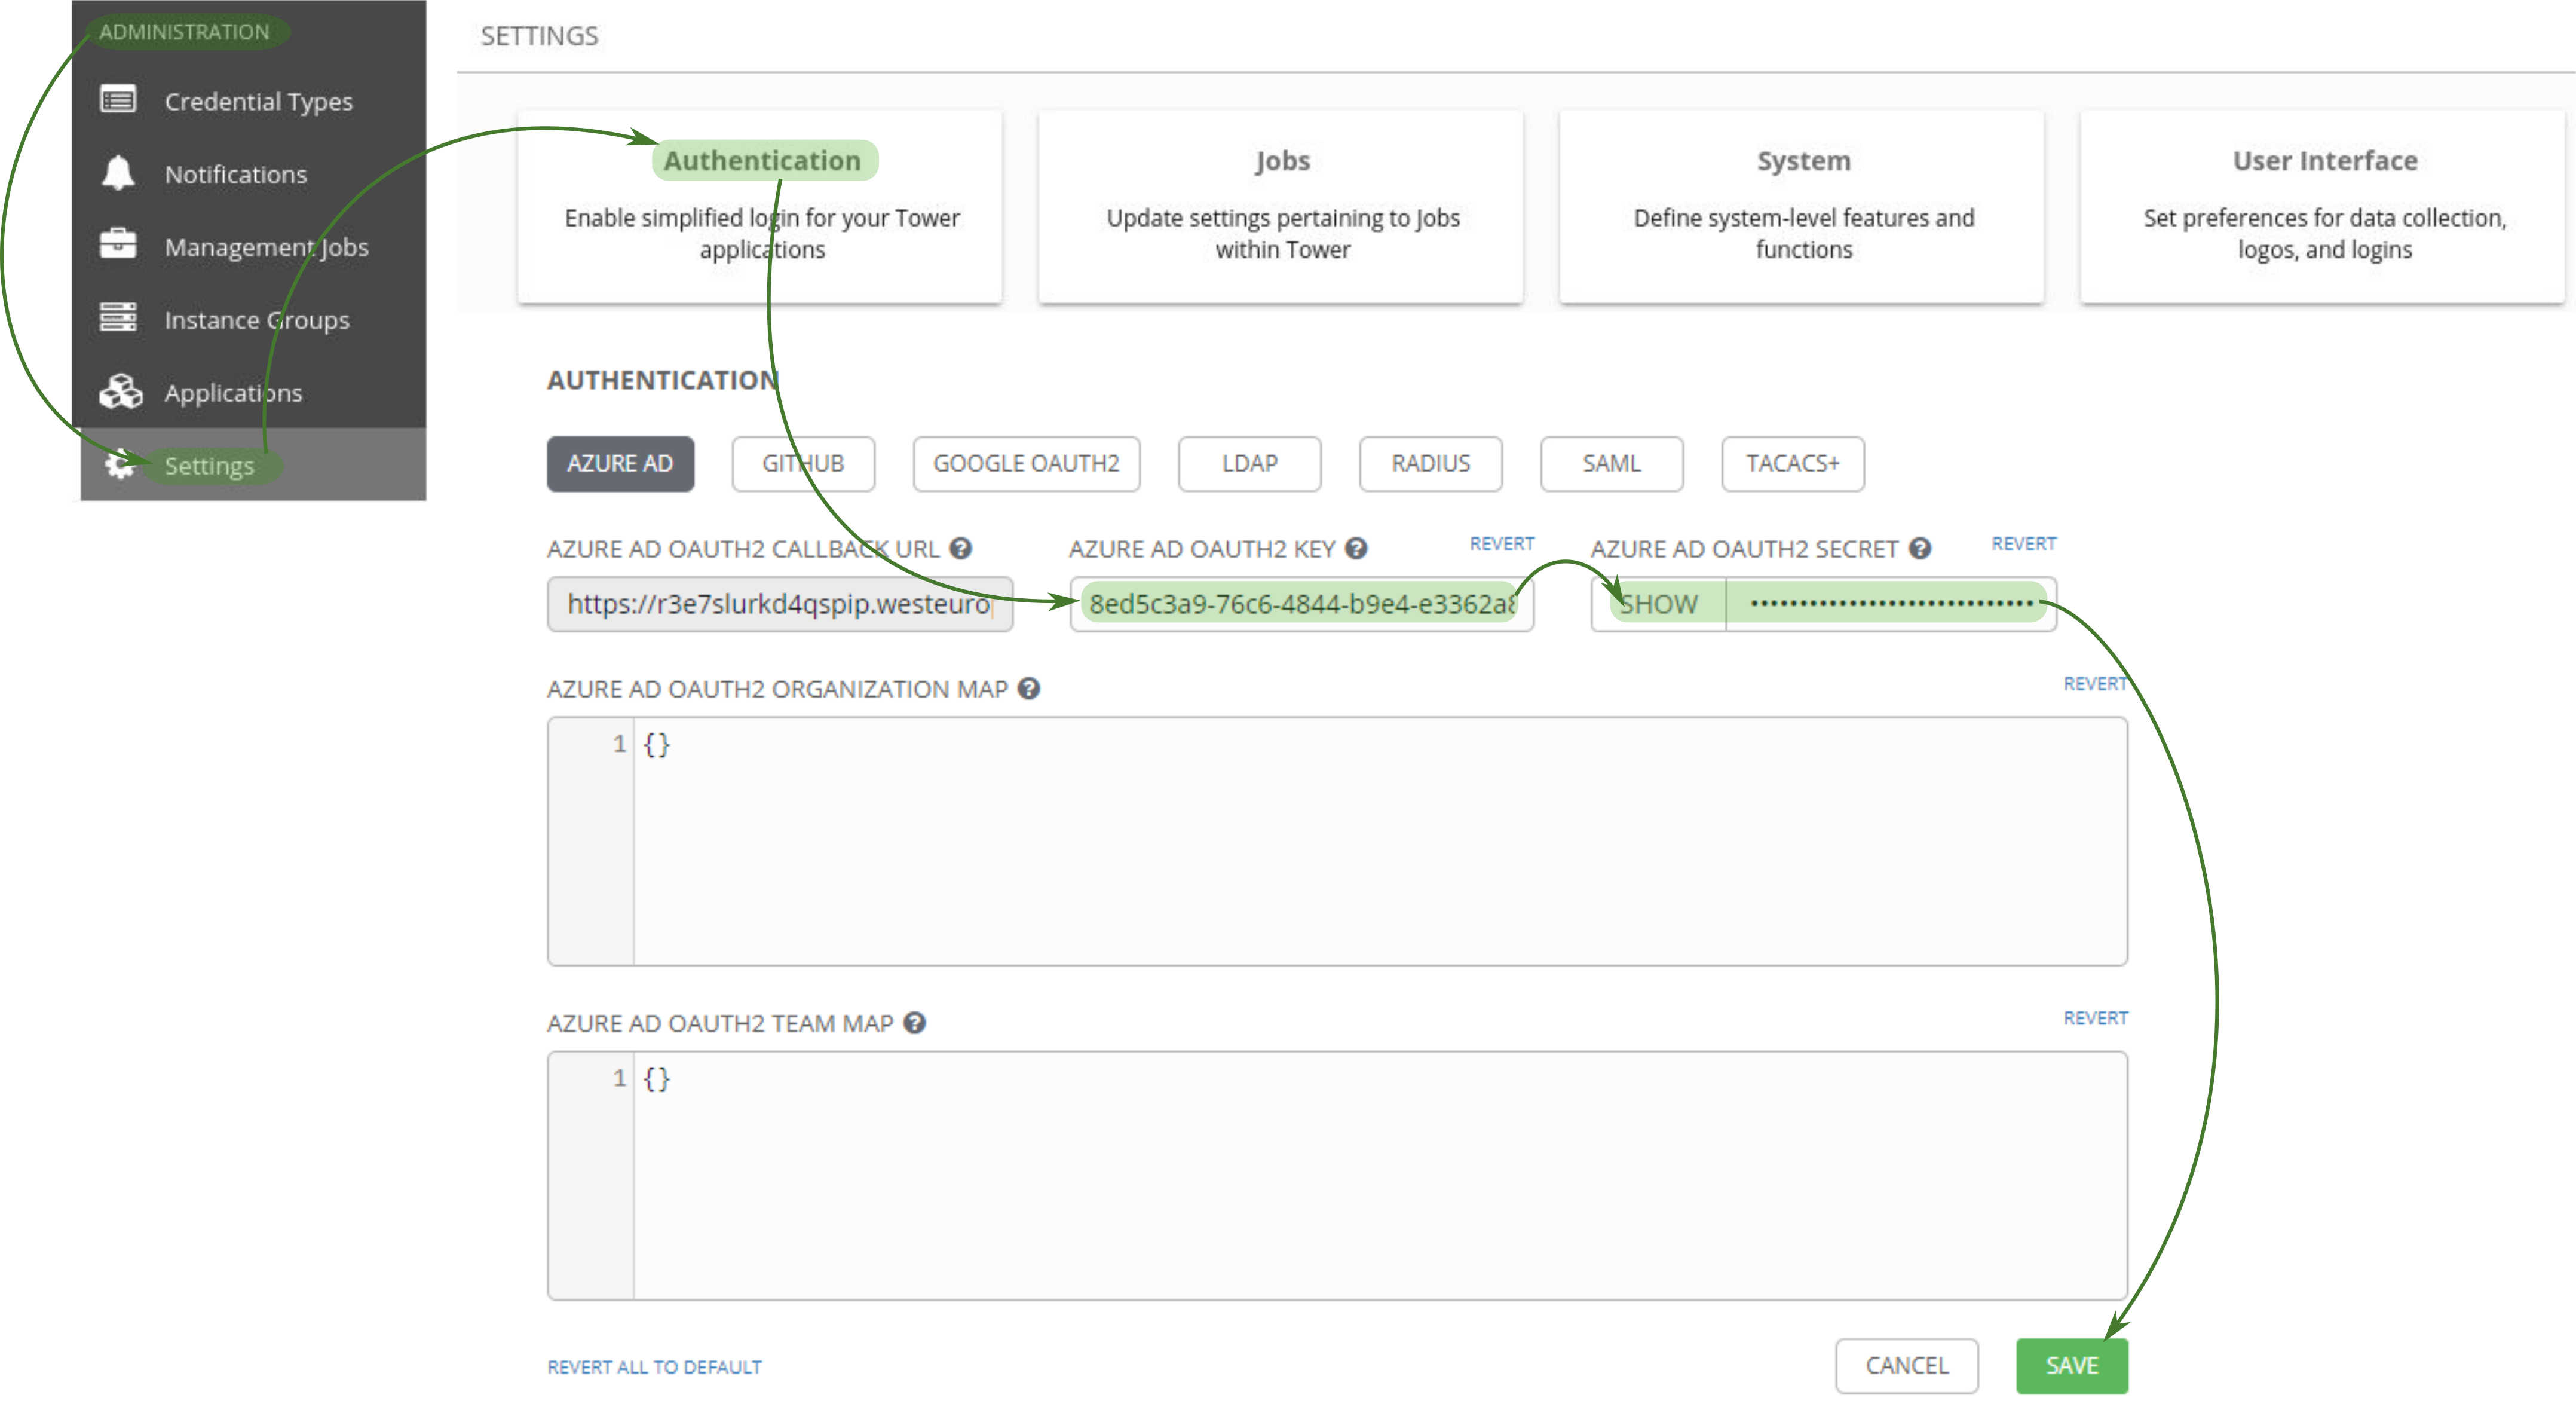 ADMINISTRATION
Credential Types
Notifications
Management Jobs
Instance Groups
Applications
Settings
SETTINGS
Authentication
Enable simplified login for your Tower
applications
Jobs
Update settings pertaining to Jobs
within Tower
System
Define system-level features and
functions
User Interface
Set preferences for data collection,
logos, and logins
AUTHENTICATION
AZURE AD GITHUB GOOGLE OAUTH2 LDAP RADIUS SAML TACACS+
AZURE AD OAUTH2 CALLBACK URL
https://r3e7slurkd4qspip.westeuro
AZURE AD OAUTH2 KEY REVERT
8ed5c3a9-76c6-4844-b9e4-e3362a8
AZURE AD OAUTH2 SECRET REVERT
SHOW •••••••••••••••••••••••••••••
AZURE AD OAUTH2 ORGANIZATION MAP REVERT
1 {}
AZURE AD OAUTH2 TEAM MAP REVERT
1 {}
REVERT ALL TO DEFAULT CANCEL SAVE